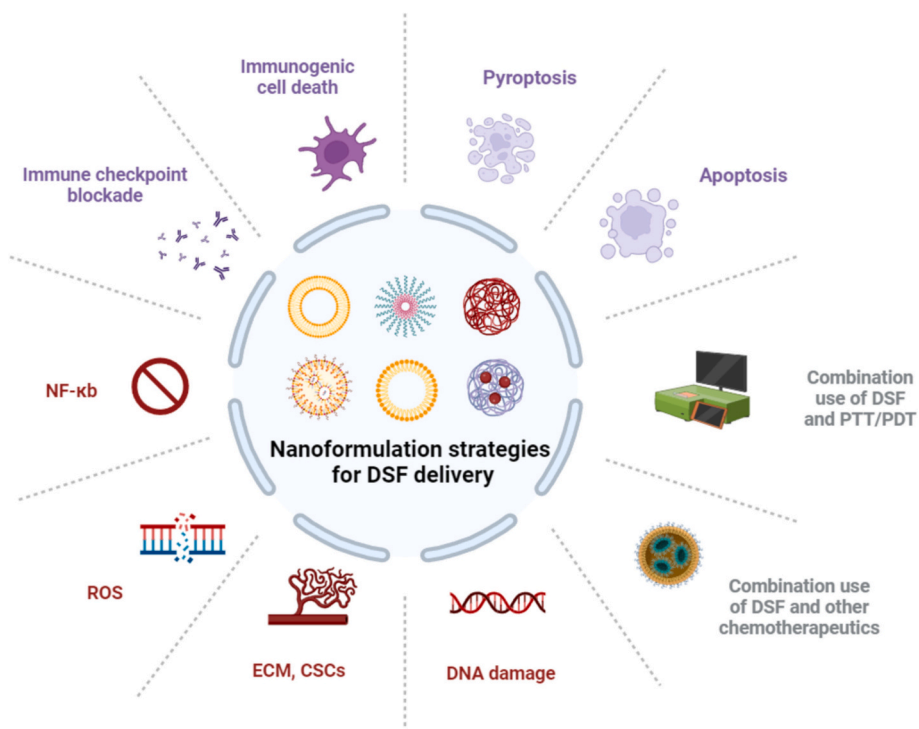 Immunogenic
cell death
Pyroptosis
Immune checkpoint
blockade
Apoptosis
NF-κb
Combination
use of DSF
and PTT/PDT
Nanoformulation strategies
for DSF delivery
ROS
Combination use
of DSF and other
chemotherapeutics
ECM, CSCs
DNA damage